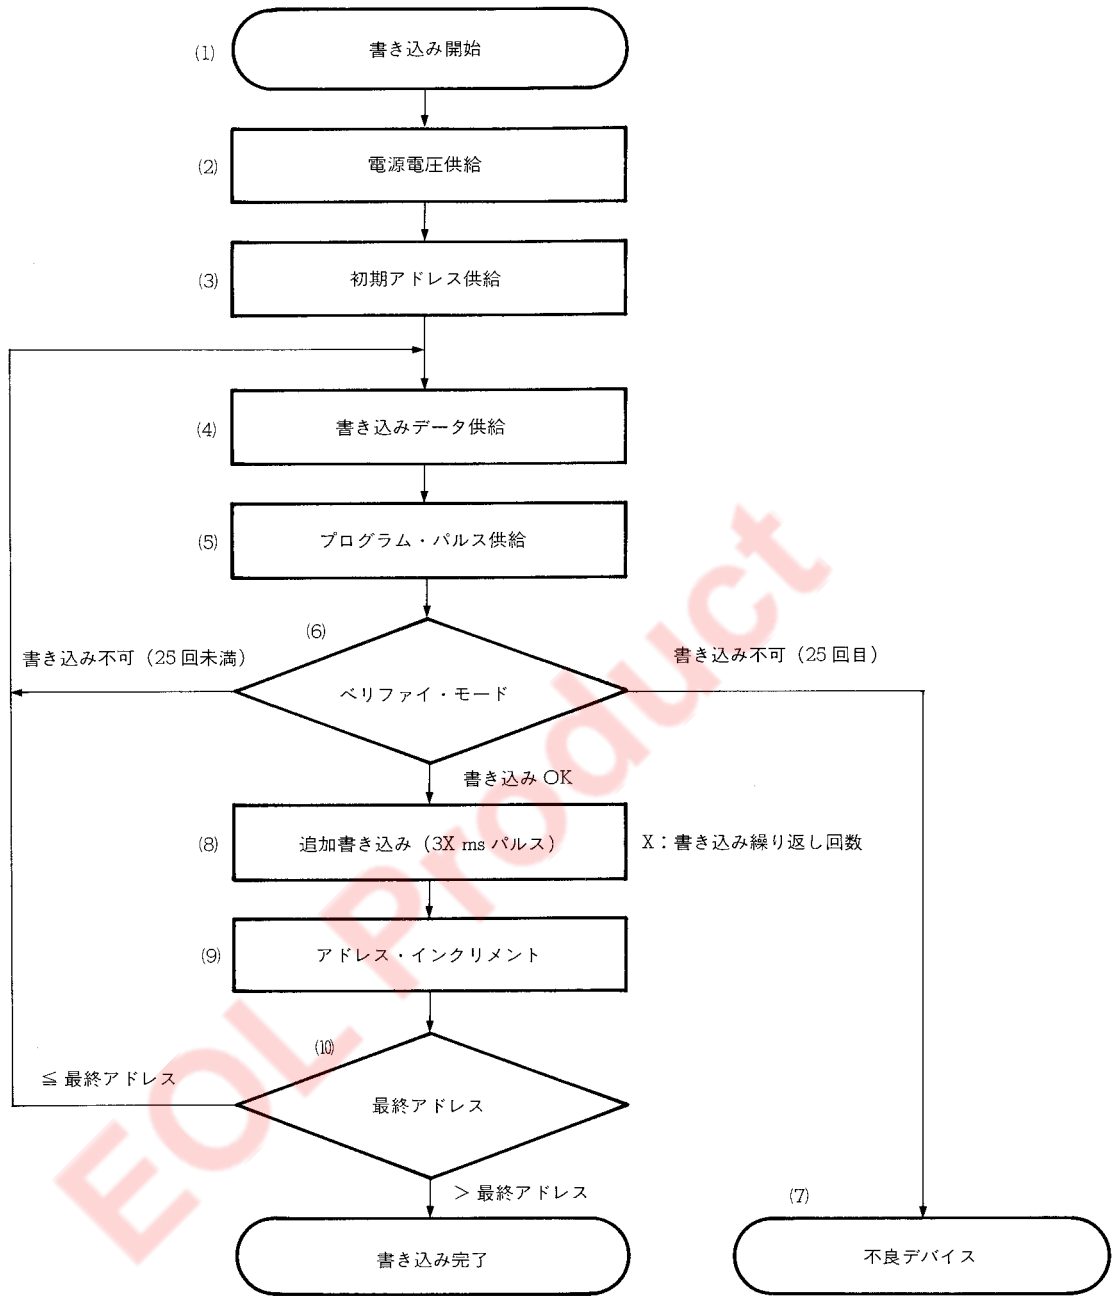 (1) 書き込み開始
(2) 電源電圧供給
(3) 初期アドレス供給
(4) 書き込みデータ供給
(5) プログラム・パルス供給
(6)
書き込み不可（25 回未満）
書き込み不可（25 回目）
ベリファイ・モード
書き込み OK
(8) 追加書き込み（3X ms パルス） X：書き込み繰り返し回数
(9) アドレス・インクリメント
(10)
≦ 最終アドレス
最終アドレス
＞ 最終アドレス
(7)
書き込み完了
不良デバイス
EOL Product